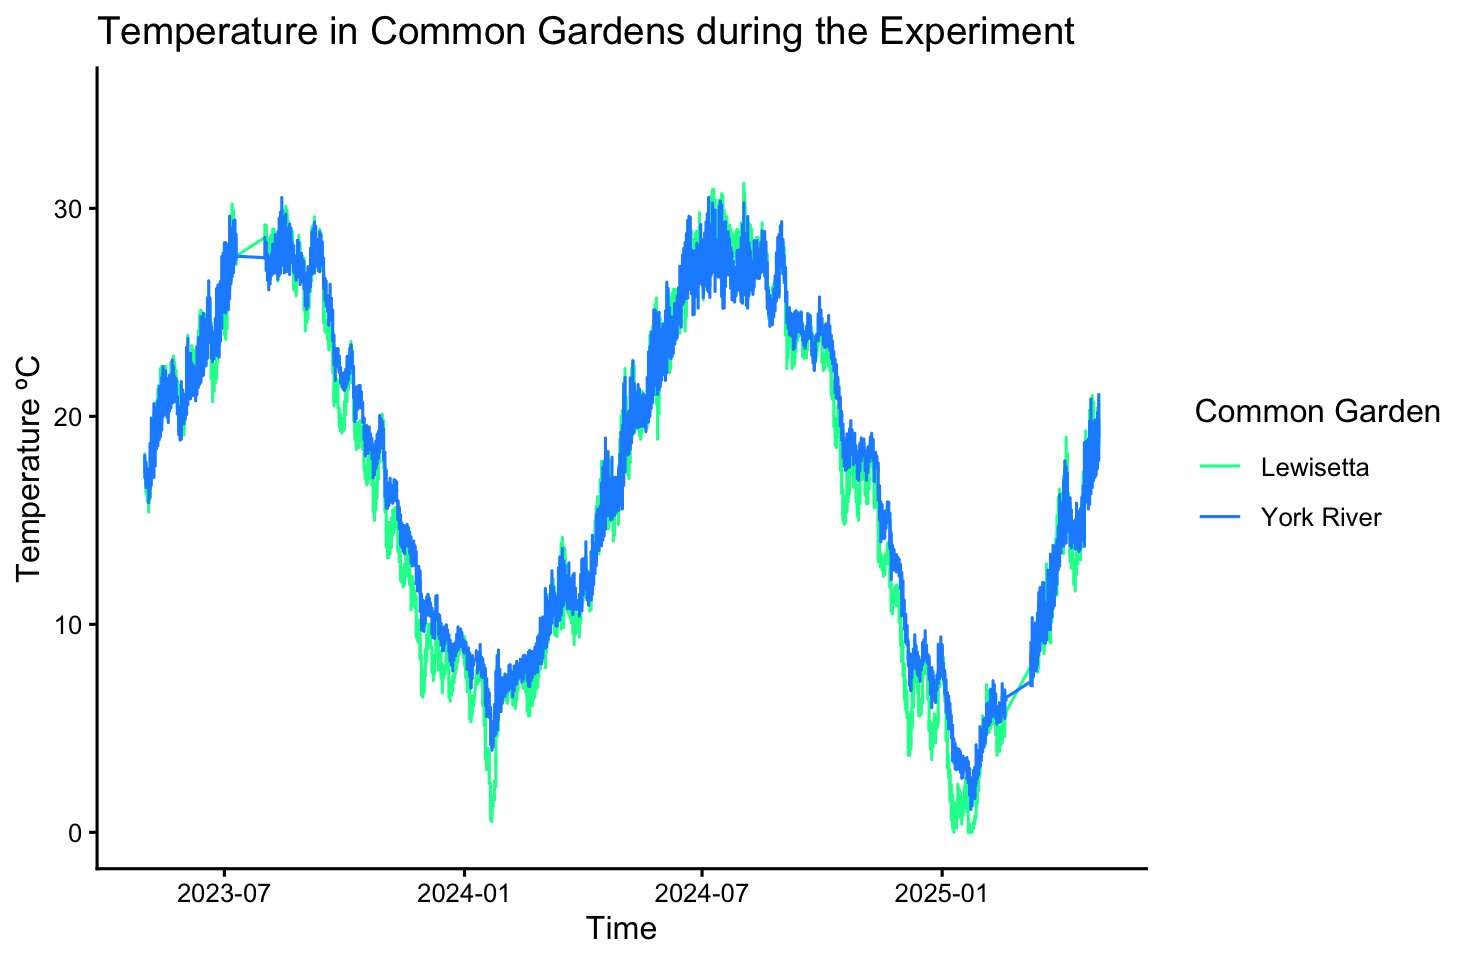 Temperature in Common Gardens during the Experiment
Temperature ºC
30
20
10
0
2023-07
2024-01
2024-07
2025-01
Time
Common Garden
Lewisetta
York River